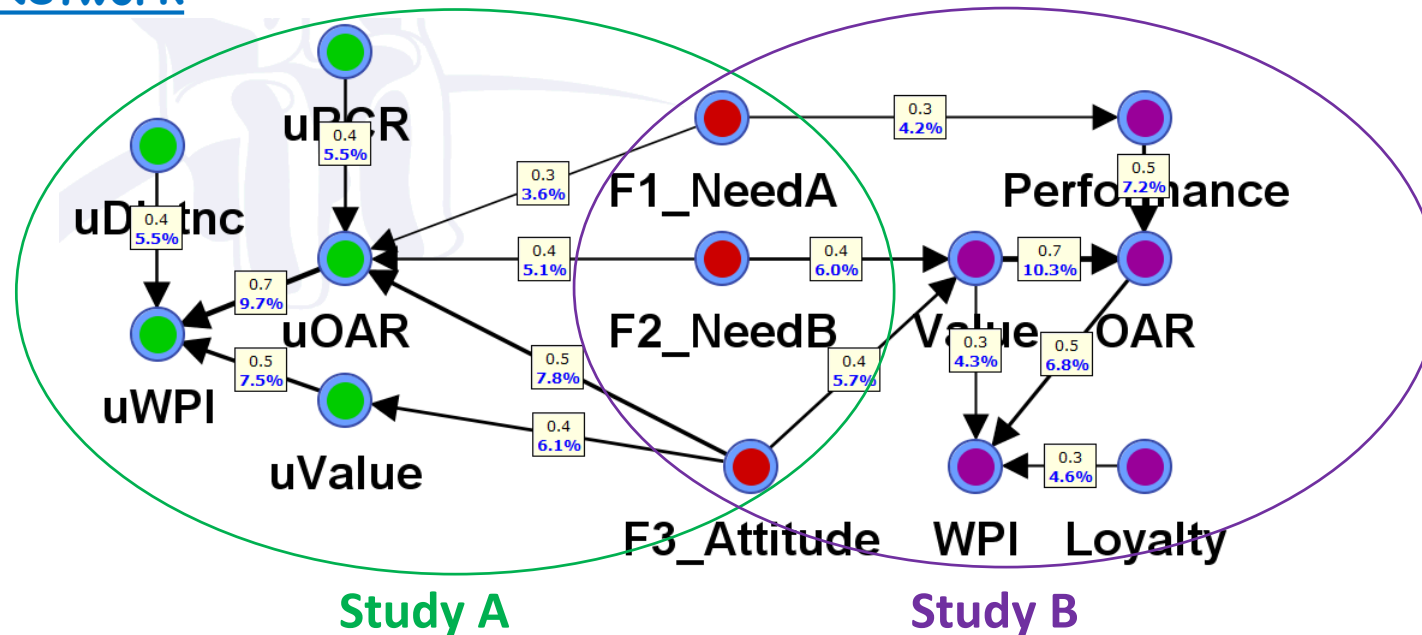 Network
0.4
5.5%
F1_NeedA
0.3
4.2%
Performance
0.5
7.2%
0.4
5.5%
0.3
3.6%
uOAR
0.4
5.1%
F2_NeedB
0.4
6.0%
Value
0.7
10.3%
OAR
0.7
9.7%
uWPI
0.5
7.5%
uValue
0.5
7.8%
0.4
6.1%
F3_Attitude
0.4
5.7%
0.3
4.3%
0.5
6.8%
WPI
0.3
4.6%
Loyalty
Study A
Study B